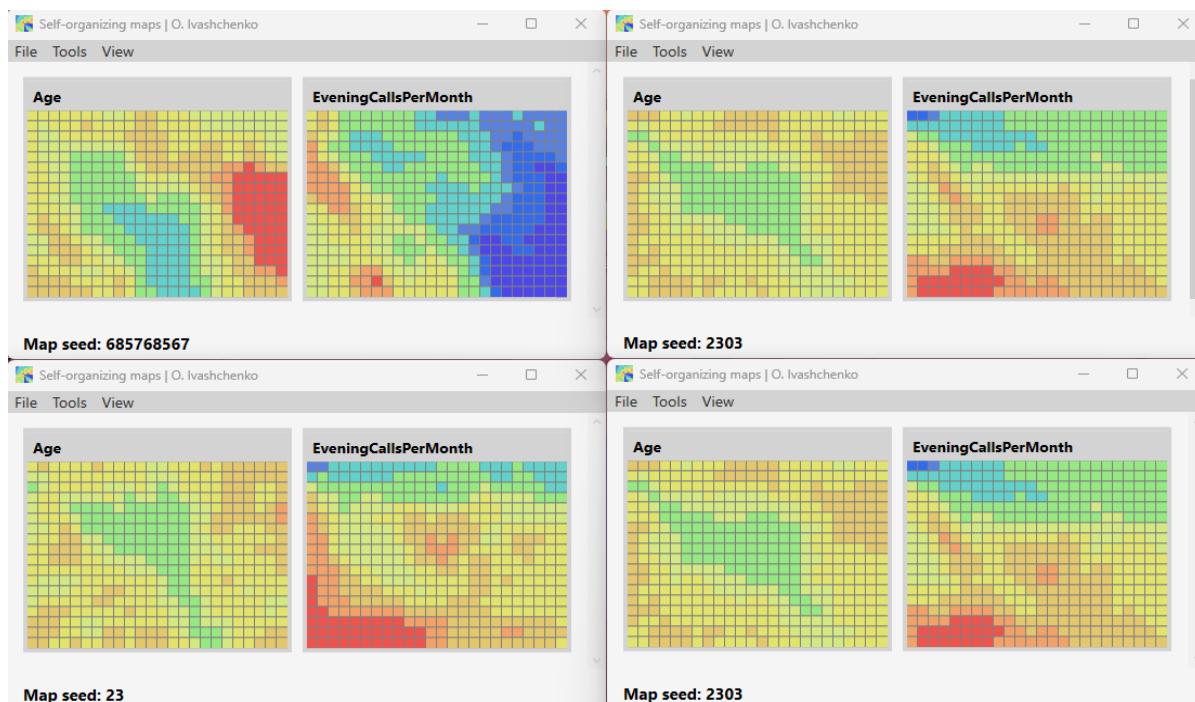 Self-organizing maps | O. Ivashchenko
File Tools View
Age
EveningCallsPerMonth
Map seed: 685768567
Self-organizing maps | O. Ivashchenko
File Tools View
Age
EveningCallsPerMonth
Map seed: 2303
Self-organizing maps | O. Ivashchenko
File Tools View
Age
EveningCallsPerMonth
Map seed: 23
Self-organizing maps | O. Ivashchenko
File Tools View
Age
EveningCallsPerMonth
Map seed: 2303